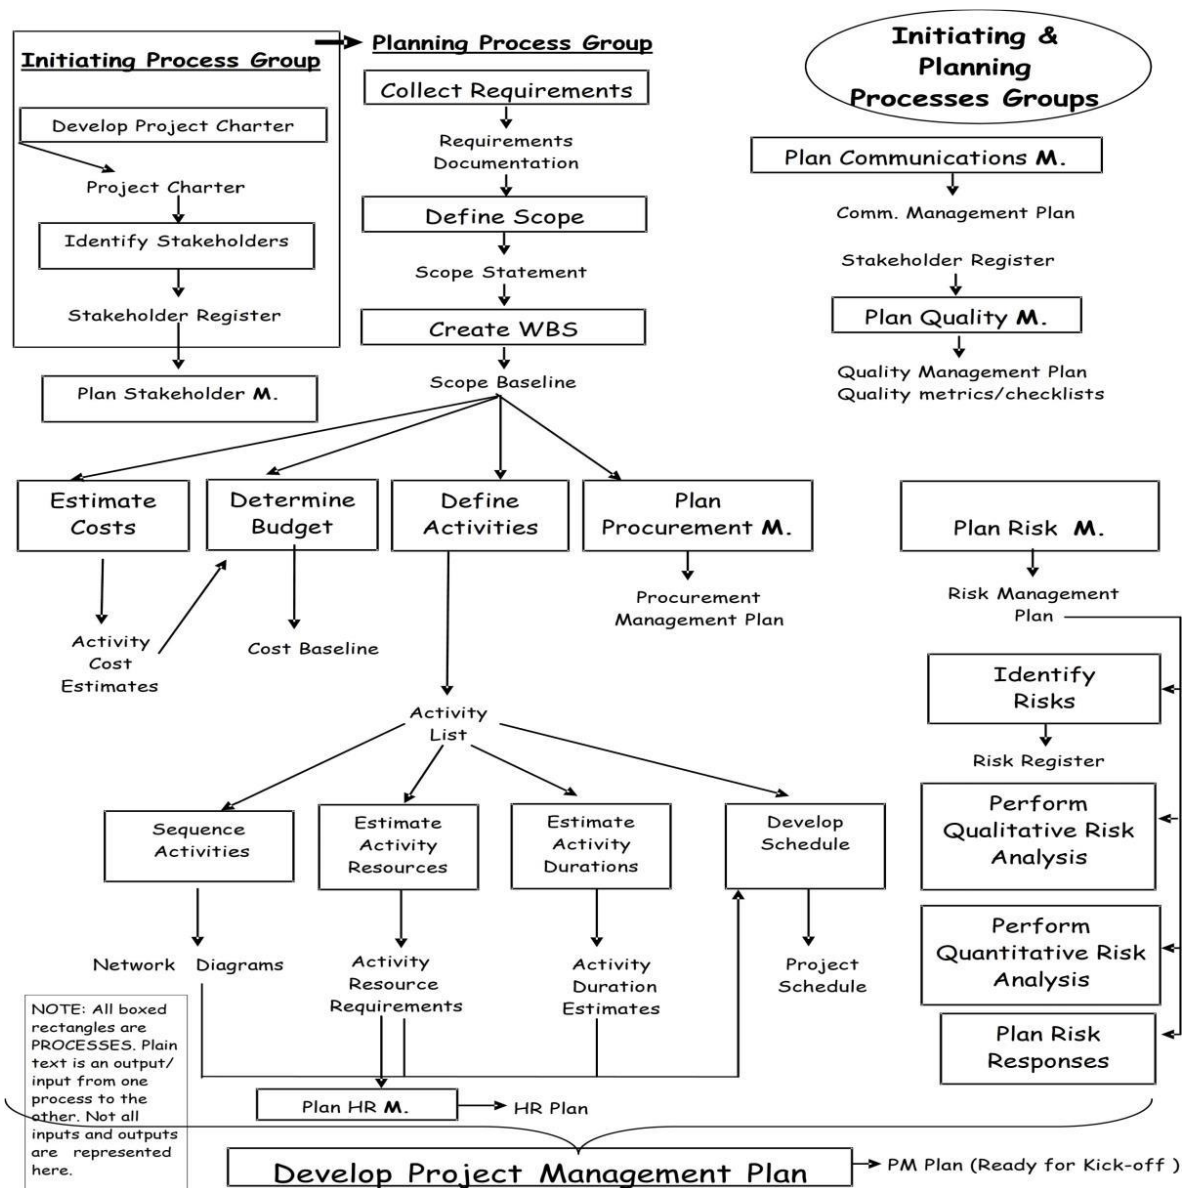 Initiating Process Group
Develop Project Charter
Project Charter
Identify Stakeholders
Stakeholder Register
Plan Stakeholder M.
Planning Process Group
Collect Requirements
Requirements
Documentation
Define Scope
Scope Statement
Create WBS
Scope Baseline
Initiating &
Planning
Processes Groups
Plan Communications M.
Comm. Management Plan
Stakeholder Register
Plan Quality M.
Quality Management Plan
Quality metrics/checklists
Estimate
Costs
Activity
Cost
Estimates
Determine
Budget
Cost Baseline
Define
Activities
Plan
Procurement M.
Procurement
Management Plan
Plan Risk M.
Risk Management
Plan
Identify
Risks
Risk Register
Perform
Qualitative Risk
Analysis
Perform
Quantitative Risk
Analysis
Plan Risk
Responses
Activity
List
Sequence
Activities
Network Diagrams
Estimate
Activity
Resources
Activity
Resource
Requirements
Estimate
Activity
Durations
Activity
Duration
Estimates
Develop
Schedule
Project
Schedule
NOTE: All boxed
rectangles are
PROCESSES. Plain
text is an output/
input from one
process to the
other. Not all
inputs and outputs
are represented
here.
Plan HR M.
HR Plan
Develop Project Management Plan
PM Plan (Ready for Kick-off )